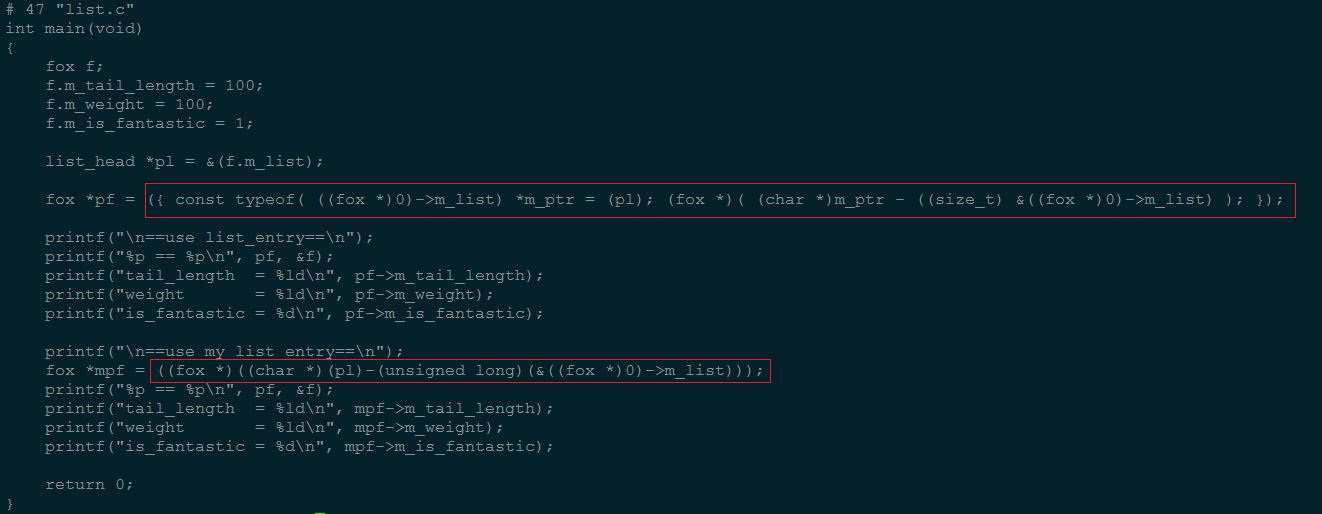 # 47 "list.c"
int main(void)
{
    fox f;
    f.m_tail_length = 100;
    f.m_weight = 100;
    f.m_is_fantastic = 1;

    list_head *pl = &(f.m_list);

    fox *pf = ({ const typeof( ((fox *)0)->m_list) *m_ptr = (pl); (fox *)( (char *)m_ptr - ((size_t) &((fox *)0)->m_list) ); });

    printf("\n==use list_entry==\n");
    printf("%p == %p\n", pf, &f);
    printf("tail_length  = %ld\n", pf->m_tail_length);
    printf("weight       = %ld\n", pf->m_weight);
    printf("is_fantastic = %d\n", pf->m_is_fantastic);

    printf("\n==use my list entry==\n");
    fox *mpf = ((fox *)((char *)(pl)-(unsigned long)(&((fox *)0)->m_list)));
    printf("%p == %p\n", pf, &f);
    printf("tail_length  = %ld\n", mpf->m_tail_length);
    printf("weight       = %ld\n", mpf->m_weight);
    printf("is_fantastic = %d\n", mpf->m_is_fantastic);

    return 0;
}